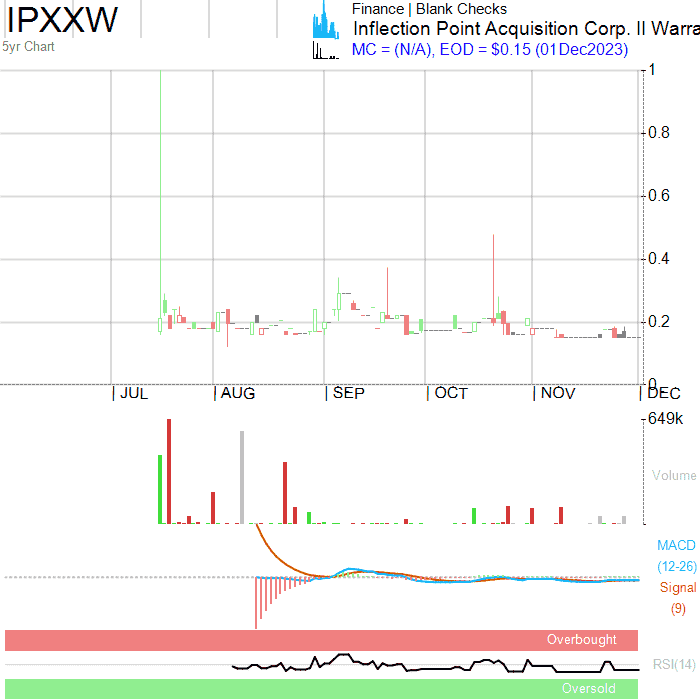 IPXXW
5yr Chart
Finance | Blank Checks
Inflection Point Acquisition Corp. II Warra
MC = (N/A), EOD = $0.15 (01Dec2023)
1
0.8
0.6
0.4
0.2
0
JUL AUG SEP OCT NOV DEC
649k
Volume
MACD
(12-26)
Signal
(9)
Overbought
RSI(14)
Oversold